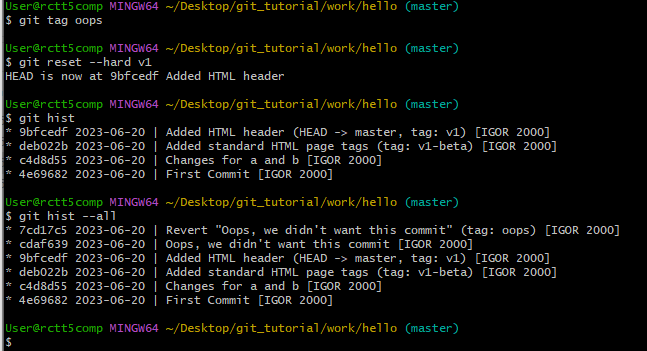 User@rctt5comp MINGW64 ~/Desktop/git_tutorial/work/hello (master)
$ git tag oops
User@rctt5comp MINGW64 ~/Desktop/git_tutorial/work/hello (master)
$ git reset --hard v1
HEAD is now at 9bfcedf Added HTML header
User@rctt5comp MINGW64 ~/Desktop/git_tutorial/work/hello (master)
$ git hist
* 9bfcedf 2023-06-20 | Added HTML header (HEAD -> master, tag: v1) [IGOR 2000]
* deb022b 2023-06-20 | Added standard HTML page tags (tag: v1-beta) [IGOR 2000]
* c4d8d55 2023-06-20 | Changes for a and b [IGOR 2000]
* 4e69682 2023-06-20 | First Commit [IGOR 2000]
User@rctt5comp MINGW64 ~/Desktop/git_tutorial/work/hello (master)
$ git hist --all
* 7cd17c5 2023-06-20 | Revert "Oops, we didn't want this commit" (tag: oops) [IGOR 2000]
* cdaf639 2023-06-20 | Oops, we didn't want this commit [IGOR 2000]
* 9bfcedf 2023-06-20 | Added HTML header (HEAD -> master, tag: v1) [IGOR 2000]
* deb022b 2023-06-20 | Added standard HTML page tags (tag: v1-beta) [IGOR 2000]
* c4d8d55 2023-06-20 | Changes for a and b [IGOR 2000]
* 4e69682 2023-06-20 | First Commit [IGOR 2000]
User@rctt5comp MINGW64 ~/Desktop/git_tutorial/work/hello (master)
$